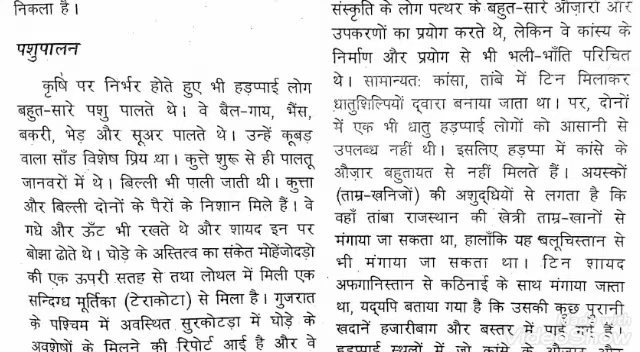 निकला है।
पशुपालन
कृषि पर निर्भर होते हुए भी हड़प्पाई लोग
बहुत-सारे पशु पालते थे। वे बैल-गाय, भैंस,
बकरी, भेड़ और सूअर पालते थे। उन्हें कूबड़
वाला साँड विशेष प्रिय था। कुत्ते शुरू से ही पालतू
जानवरों में थे। बिल्ली भी पाली जाती थी। कुत्ता
और बिल्ली दोनों के पैरों के निशान मिले हैं। वे
गधे और ऊँट भी रखते थे और शायद इन पर
बोझा ढोते थे। घोड़े के अस्तित्व का संकेत मोहेंजोदड़ो
की एक ऊपरी सतह से तथा लोथल में मिली एक
सन्दिग्ध मूर्तिका (टेराकोटा) से मिला है। गुजरात
के पश्चिम में अवस्थित सुरकोटड़ा में घोड़े के
अवशेषों के मिलने की रिपोर्ट आई है और वे
संस्कृति के लोग पत्थर के बहुत-सारे औज़ारों और
उपकरणों का प्रयोग करते थे, लेकिन वे कांस्य के
निर्माण और प्रयोग से भी भली-भाँति परिचित
थे। सामान्यतः कांसा, तांबे में टिन मिलाकर
धातुशिल्पियों द्वारा बनाया जाता था। पर, दोनों
में एक भी धातु हड़प्पाई लोगों को आसानी से
उपलब्ध नहीं थी। इसलिए हड़प्पा में कांसे के
औज़ार बहुतायत से नहीं मिलते हैं। अयस्कों
(ताम्र-खनिजों) की अशुद्धियों से लगता है कि
वहाँ तांबा राजस्थान की खेत्री ताम्र-खानों से
मंगाया जा सकता था, हालाँकि यह बलूचिस्तान से
भी मंगाया जा सकता था। टिन शायद
अफगानिस्तान से कठिनाई के साथ मंगाया जाता
था, यद्यपि बताया गया है कि उसकी कुछ पुरानी
खदानें हजारीबाग और बस्तर में पाई गई हैं।
हड़प्पाई स्थलों में जो कांसे के औज़ार और
VideoShow